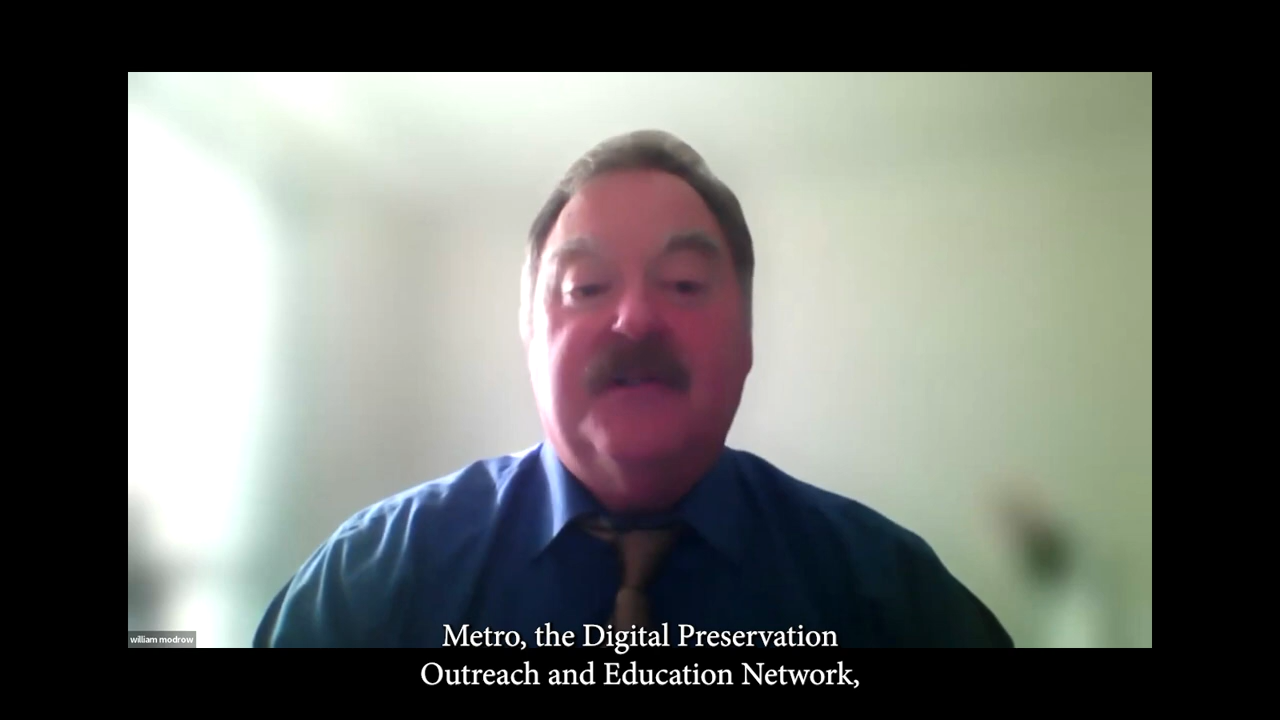 william modrow
Metro, the Digital Preservation
Outreach and Education Network,